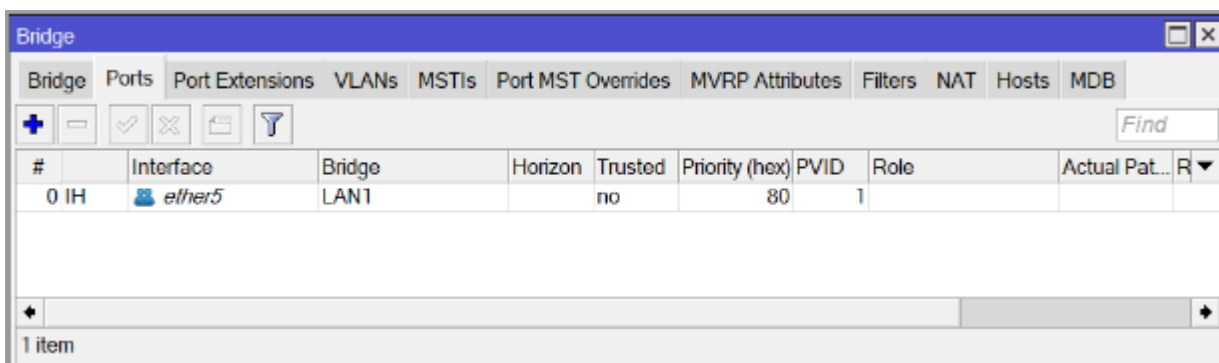 Bridge
Bridge Ports Port Extensions VLANs MSTIs Port MST Overrides MVRP Attributes Filters NAT Hosts MDB
Find
# Interface Bridge Horizon Trusted Priority (hex) PVID Role Actual Pat... R
0 IH ether5 LAN1 no 80 1
1 item